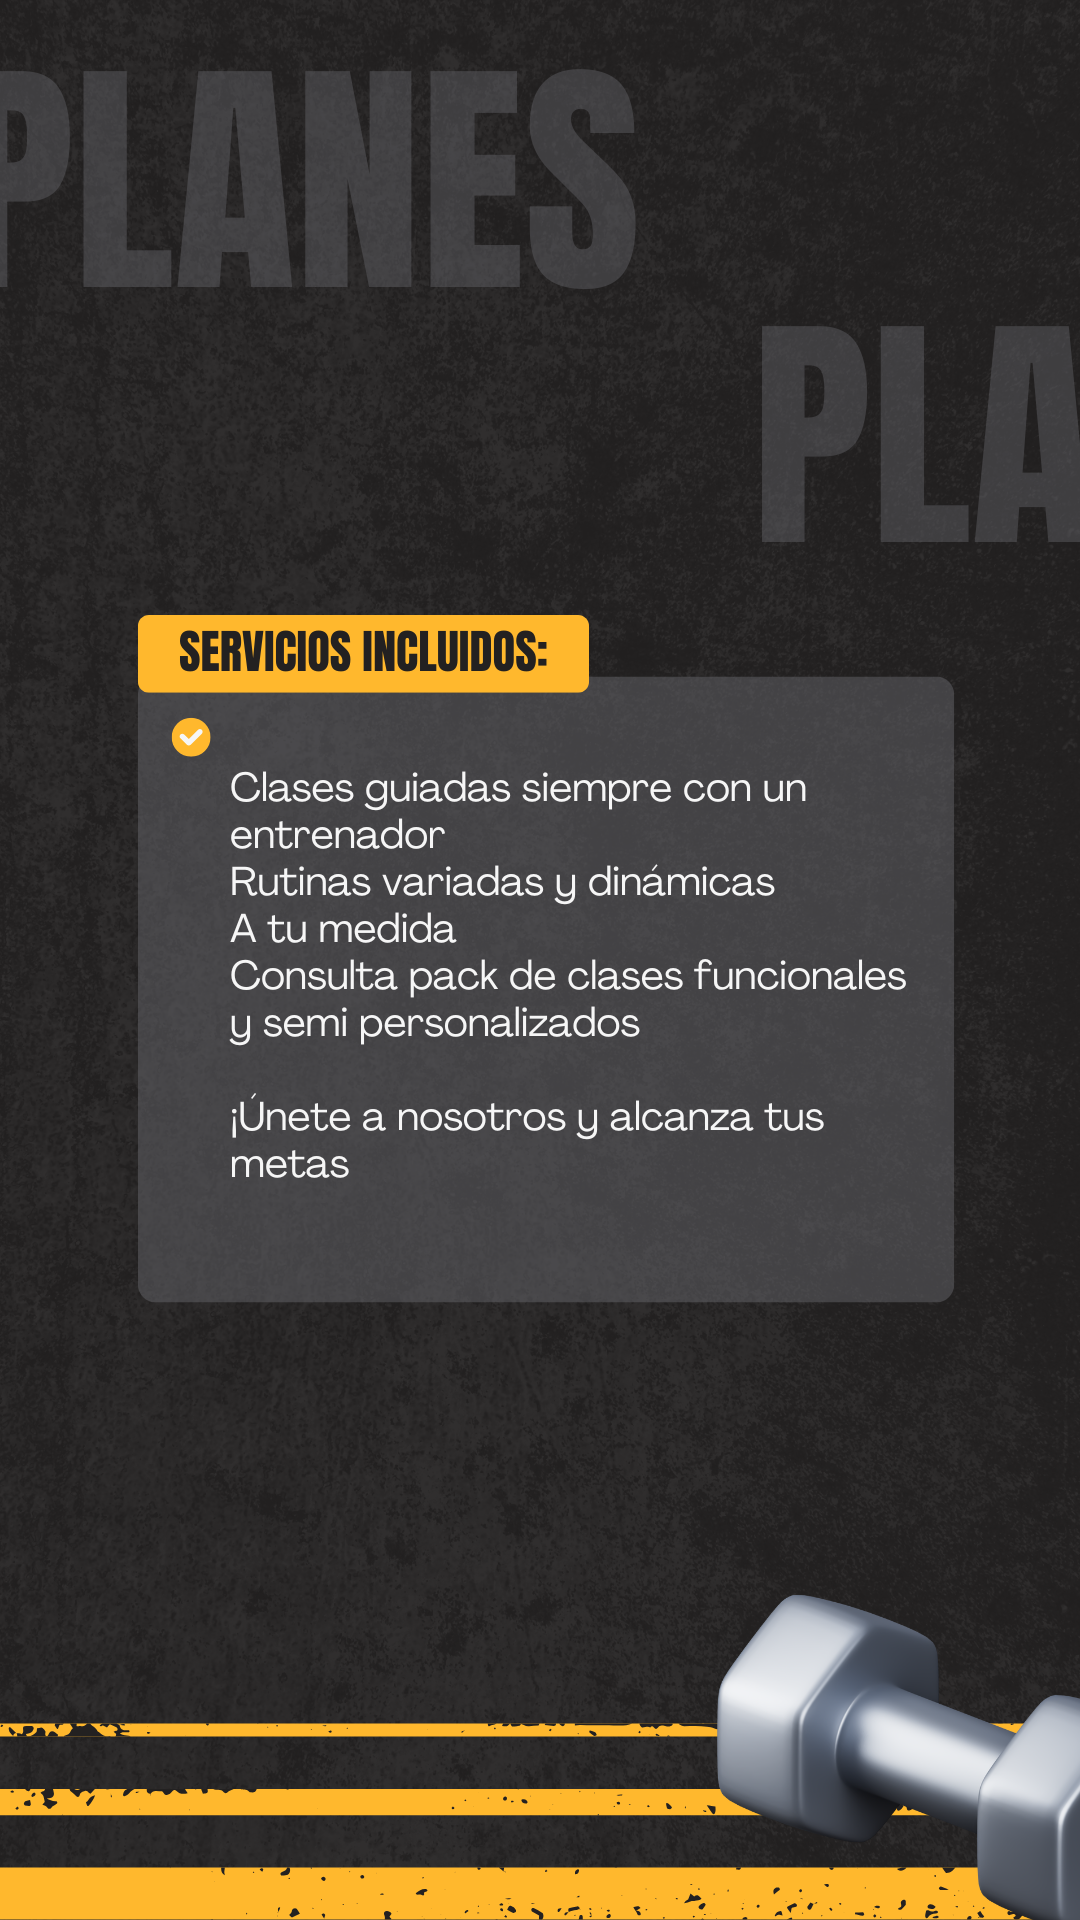 PLANES
PLA
SERVICIOS INCLUIDOS:
Clases guiadas siempre con un
entrenador
Rutinas variadas y dinámicas
A tu medida
Consulta pack de clases funcionales
y semi personalizados
¡Únete a nosotros y alcanza tus
metas